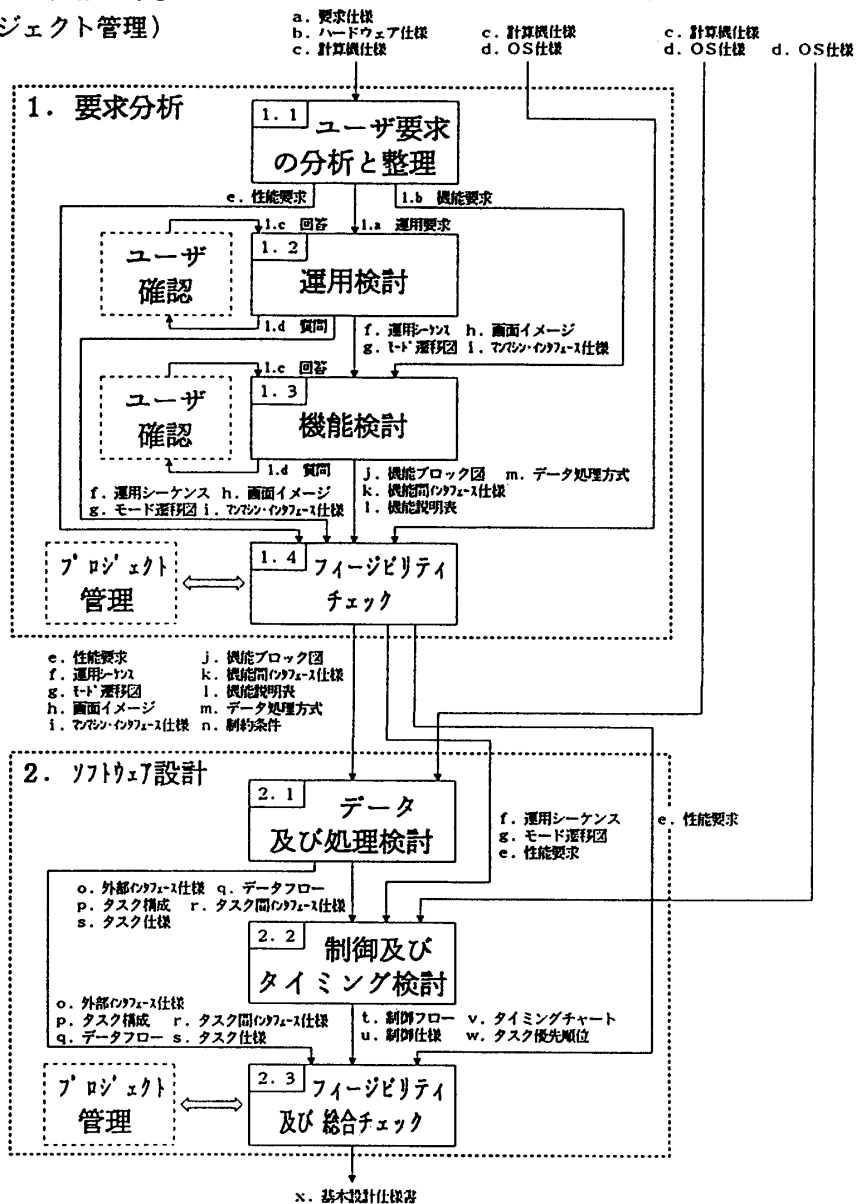 ジェクト管理)
a. 要求仕様
b. ハードウェア仕様
c. 計算機仕様
c. 計算機仕様
d. OS仕様
c. 計算機仕様
d. OS仕様
d. OS仕様
1. 要求分析
1. 1
ユーザ要求
の分析と整理
e. 性能要求
1.b 機能要求
1.c 回答
1.a 運用要求
ユーザ
確認
1. 2
運用検討
1.d 質問
f. 運用シーケンス h. 画面イメージ
g. モード遷移図 i. マンマシン・インタフェース仕様
1.c 回答
ユーザ
確認
1. 3
機能検討
1.d 質問
j. 機能ブロック図 m. データ処理方式
k. 機能間インタフェース仕様
l. 機能説明表
f. 運用シーケンス h. 画面イメージ
g. モード遷移図 i. マンマシン・インタフェース仕様
プロジェクト
管理
1. 4
フィージビリティ
チェック
e. 性能要求 j. 機能ブロック図
f. 運用シーケンス k. 機能間インタフェース仕様
g. モード遷移図 l. 機能説明表
h. 画面イメージ m. データ処理方式
i. マンマシン・インタフェース仕様 n. 制約条件
2. ソフトウェア設計
2. 1
データ
及び処理検討
f. 運用シーケンス
g. モード遷移図
e. 性能要求
e. 性能要求
o. 外部インタフェース仕様 q. データフロー
p. タスク構成 r. タスク間インタフェース仕様
s. タスク仕様
2. 2
制御及び
タイミング検討
o. 外部インタフェース仕様
p. タスク構成 r. タスク間インタフェース仕様
q. データフロー s. タスク仕様
t. 制御フロー v. タイミングチャート
u. 制御仕様 w. タスク優先順位
プロジェクト
管理
2. 3
フィージビリティ
及び 総合チェック
x. 基本設計仕様書